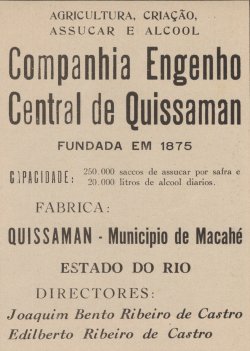 AGRICULTURA, CRIAÇÃO,
ASSUCAR E ALCOOL
Companhia Engenho
Central de Quissaman
FUNDADA EM 1875
CAPACIDADE: 250.000 saccos de assucar por safra e
20.000 litros de alcool diarios.
FABRICA:
QUISSAMAN - Municipio de Macahé
ESTADO DO RIO
DIRECTORES:
Joaquim Bento Ribeiro de Castro
Edilberto Ribeiro de Castro